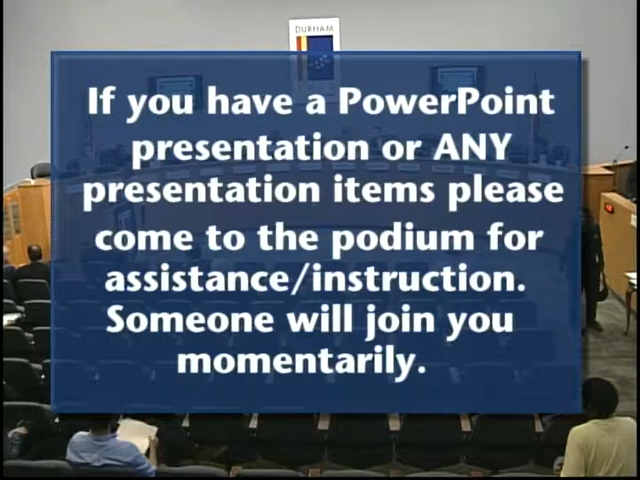 DURHAM
If you have a PowerPoint
presentation or ANY
presentation items please
come to the podium for
assistance/instruction.
Someone will join you
momentarily.